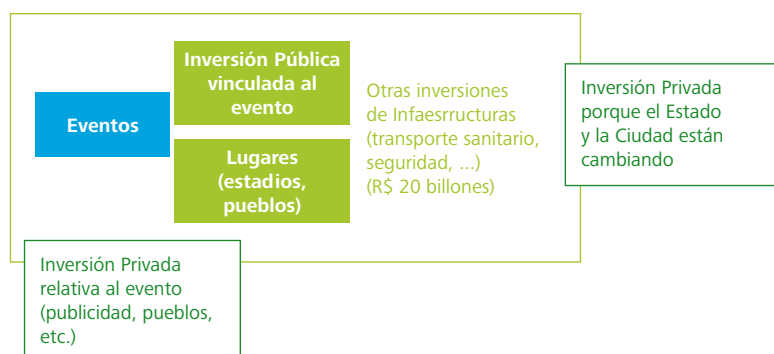 Eventos
Inversión Pública
vinculada al
evento
Lugares
(estadios,
pueblos)
Otras inversiones
de Infaesrructuras
(transporte sanitario,
seguridad, ...)
(R$ 20 billones)
Inversión Privada
porque el Estado
y la Ciudad están
cambiando
Inversión Privada
relativa al evento
(publicidad, pueblos,
etc.)